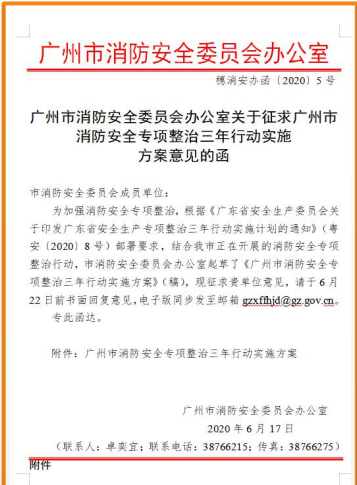 广州市消防安全委员会办公室
穗消安办函〔2020〕5号
广州市消防安全委员会办公室关于征求广州市
消防安全专项整治三年行动实施
方案意见的函
市消防安全委员会成员单位：
为加强消防安全专项整治，根据《广东省安全生产委员会关
于印发广东省安全生产专项整治三年行动实施计划的通知》（粤
安〔2020〕8号）部署要求，结合我市正在开展的消防安全专项
整治行动，市消防安全委员会办公室起草了《广州市消防安全专
项整治三年行动实施方案》（稿），现征求贵单位意见，请于6月
22日前书面回复意见，电子版同步发至邮箱gzxffhjd@gz.gov.cn。
专此函达。
附件：广州市消防安全专项整治三年行动实施方案
广州市消防安全委员会办公室
2020年6月17日
（联系人：卓奕宜；联系电话：38766215；传真：38766275）
附件